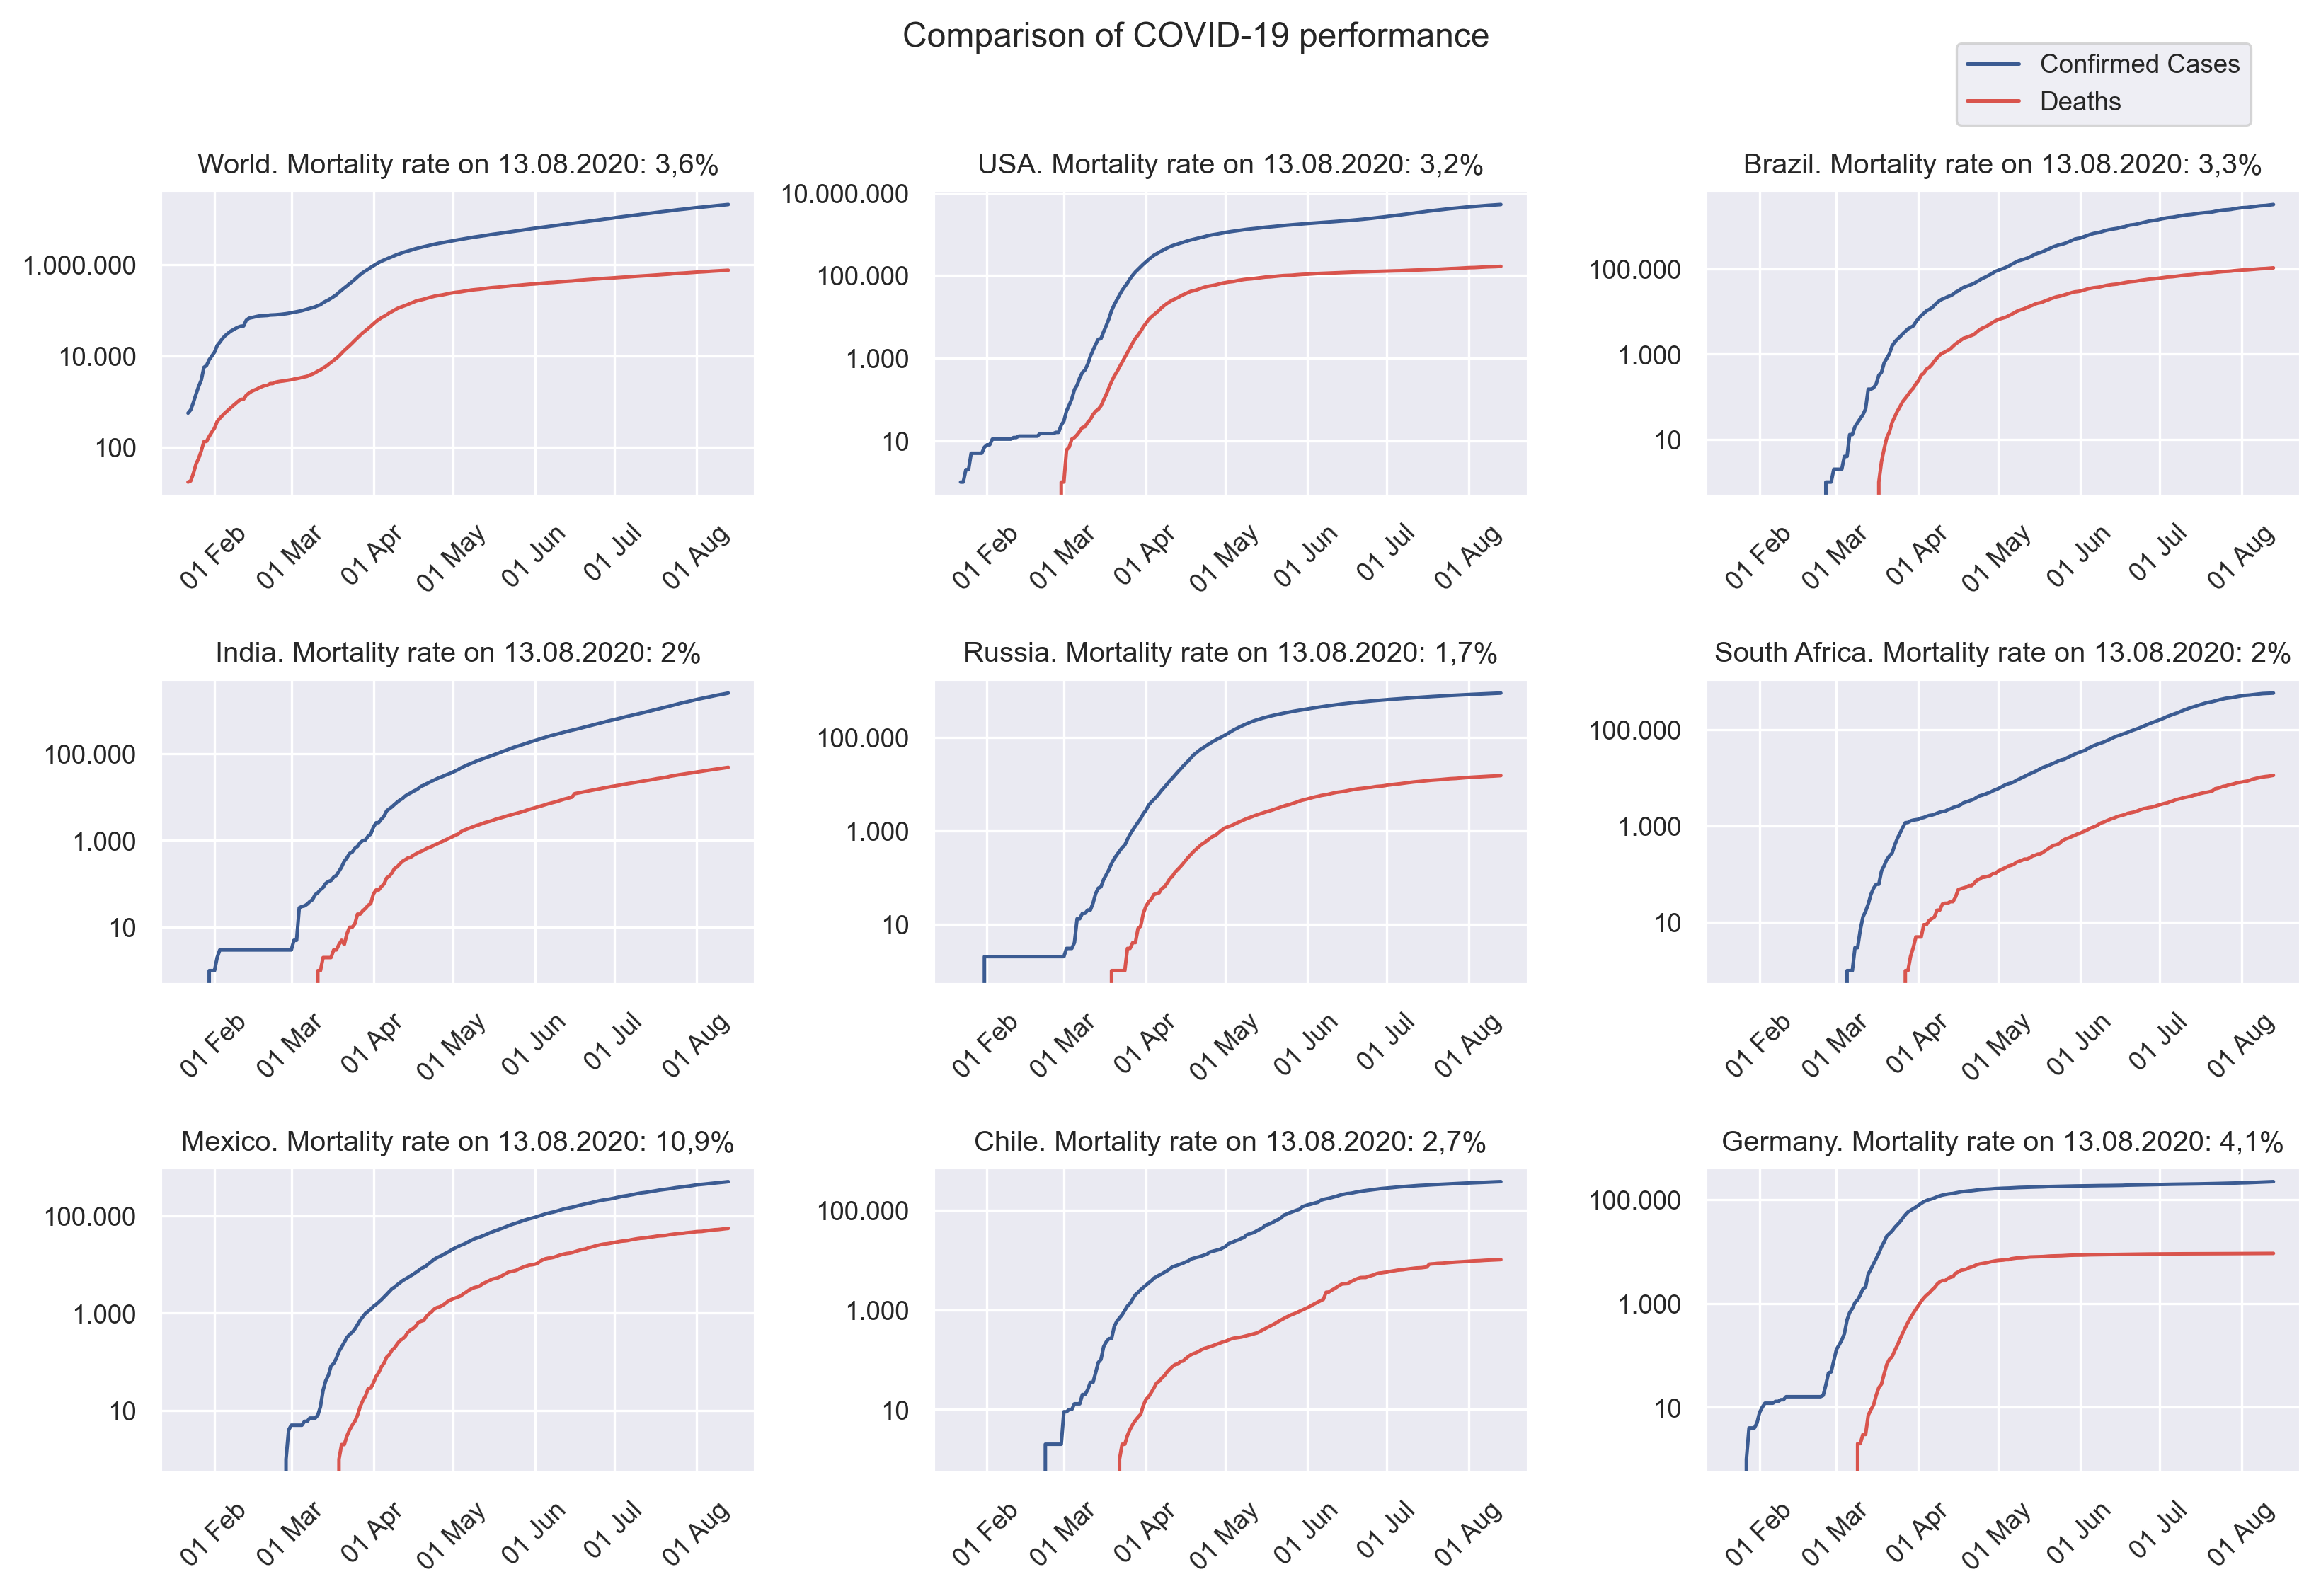 Comparison of COVID-19 performance
Confirmed Cases
Deaths
World. Mortality rate on 13.08.2020: 3,6%
1.000.000
10.000
100
01 Feb
01 Mar
01 Apr
01 May
01 Jun
01 Jul
01 Aug
USA. Mortality rate on 13.08.2020: 3,2%
10.000.000
100.000
1.000
10
01 Feb
01 Mar
01 Apr
01 May
01 Jun
01 Jul
01 Aug
Brazil. Mortality rate on 13.08.2020: 3,3%
100.000
1.000
10
01 Feb
01 Mar
01 Apr
01 May
01 Jun
01 Jul
01 Aug
India. Mortality rate on 13.08.2020: 2%
100.000
1.000
10
01 Feb
01 Mar
01 Apr
01 May
01 Jun
01 Jul
01 Aug
Russia. Mortality rate on 13.08.2020: 1,7%
100.000
1.000
10
01 Feb
01 Mar
01 Apr
01 May
01 Jun
01 Jul
01 Aug
South Africa. Mortality rate on 13.08.2020: 2%
100.000
1.000
10
01 Feb
01 Mar
01 Apr
01 May
01 Jun
01 Jul
01 Aug
Mexico. Mortality rate on 13.08.2020: 10,9%
100.000
1.000
10
01 Feb
01 Mar
01 Apr
01 May
01 Jun
01 Jul
01 Aug
Chile. Mortality rate on 13.08.2020: 2,7%
100.000
1.000
10
01 Feb
01 Mar
01 Apr
01 May
01 Jun
01 Jul
01 Aug
Germany. Mortality rate on 13.08.2020: 4,1%
100.000
1.000
10
01 Feb
01 Mar
01 Apr
01 May
01 Jun
01 Jul
01 Aug